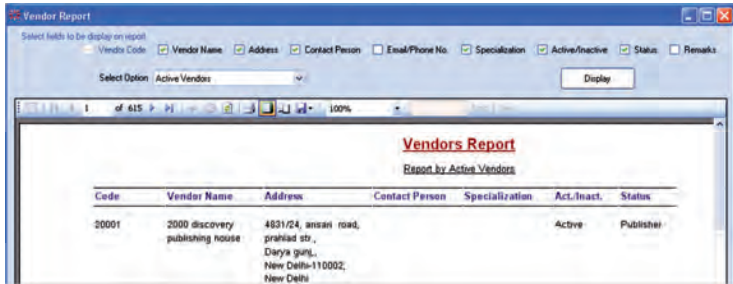 Vendor Report
Select fields to be display on report
Vendor Code Vendor Name Address Contact Person Email/Phone No. Specialization Active/Inactive Status Remarks
Select Option Active Vendors Display
1 of 615 100%
Vendors Report
Report by Active Vendors
Code Vendor Name Address Contact Person Specialization Act./Inact. Status
20001 2000 discovery 4831/24, ansari road, Active Publisher
publishing house prahlad str.,
Darya gunj,,
New Delhi-110002,
New Delhi